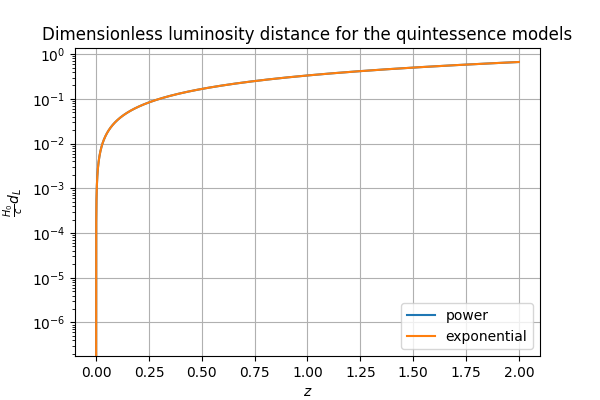 Dimensionless luminosity distance for the quintessence models
10⁰
10⁻¹
10⁻²
10⁻³
10⁻⁴
10⁻⁵
10⁻⁶
H₀/c d_L
power
exponential
0.00 0.25 0.50 0.75 1.00 1.25 1.50 1.75 2.00
z